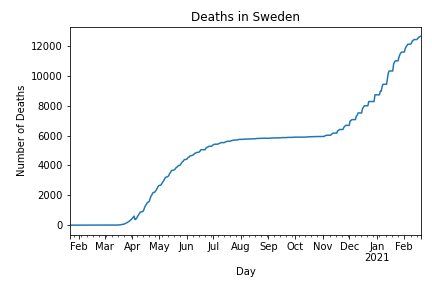 Deaths in Sweden
Number of Deaths
12000
10000
8000
6000
4000
2000
0
Feb Mar Apr May Jun Jul Aug Sep Oct Nov Dec Jan Feb
2021
Day